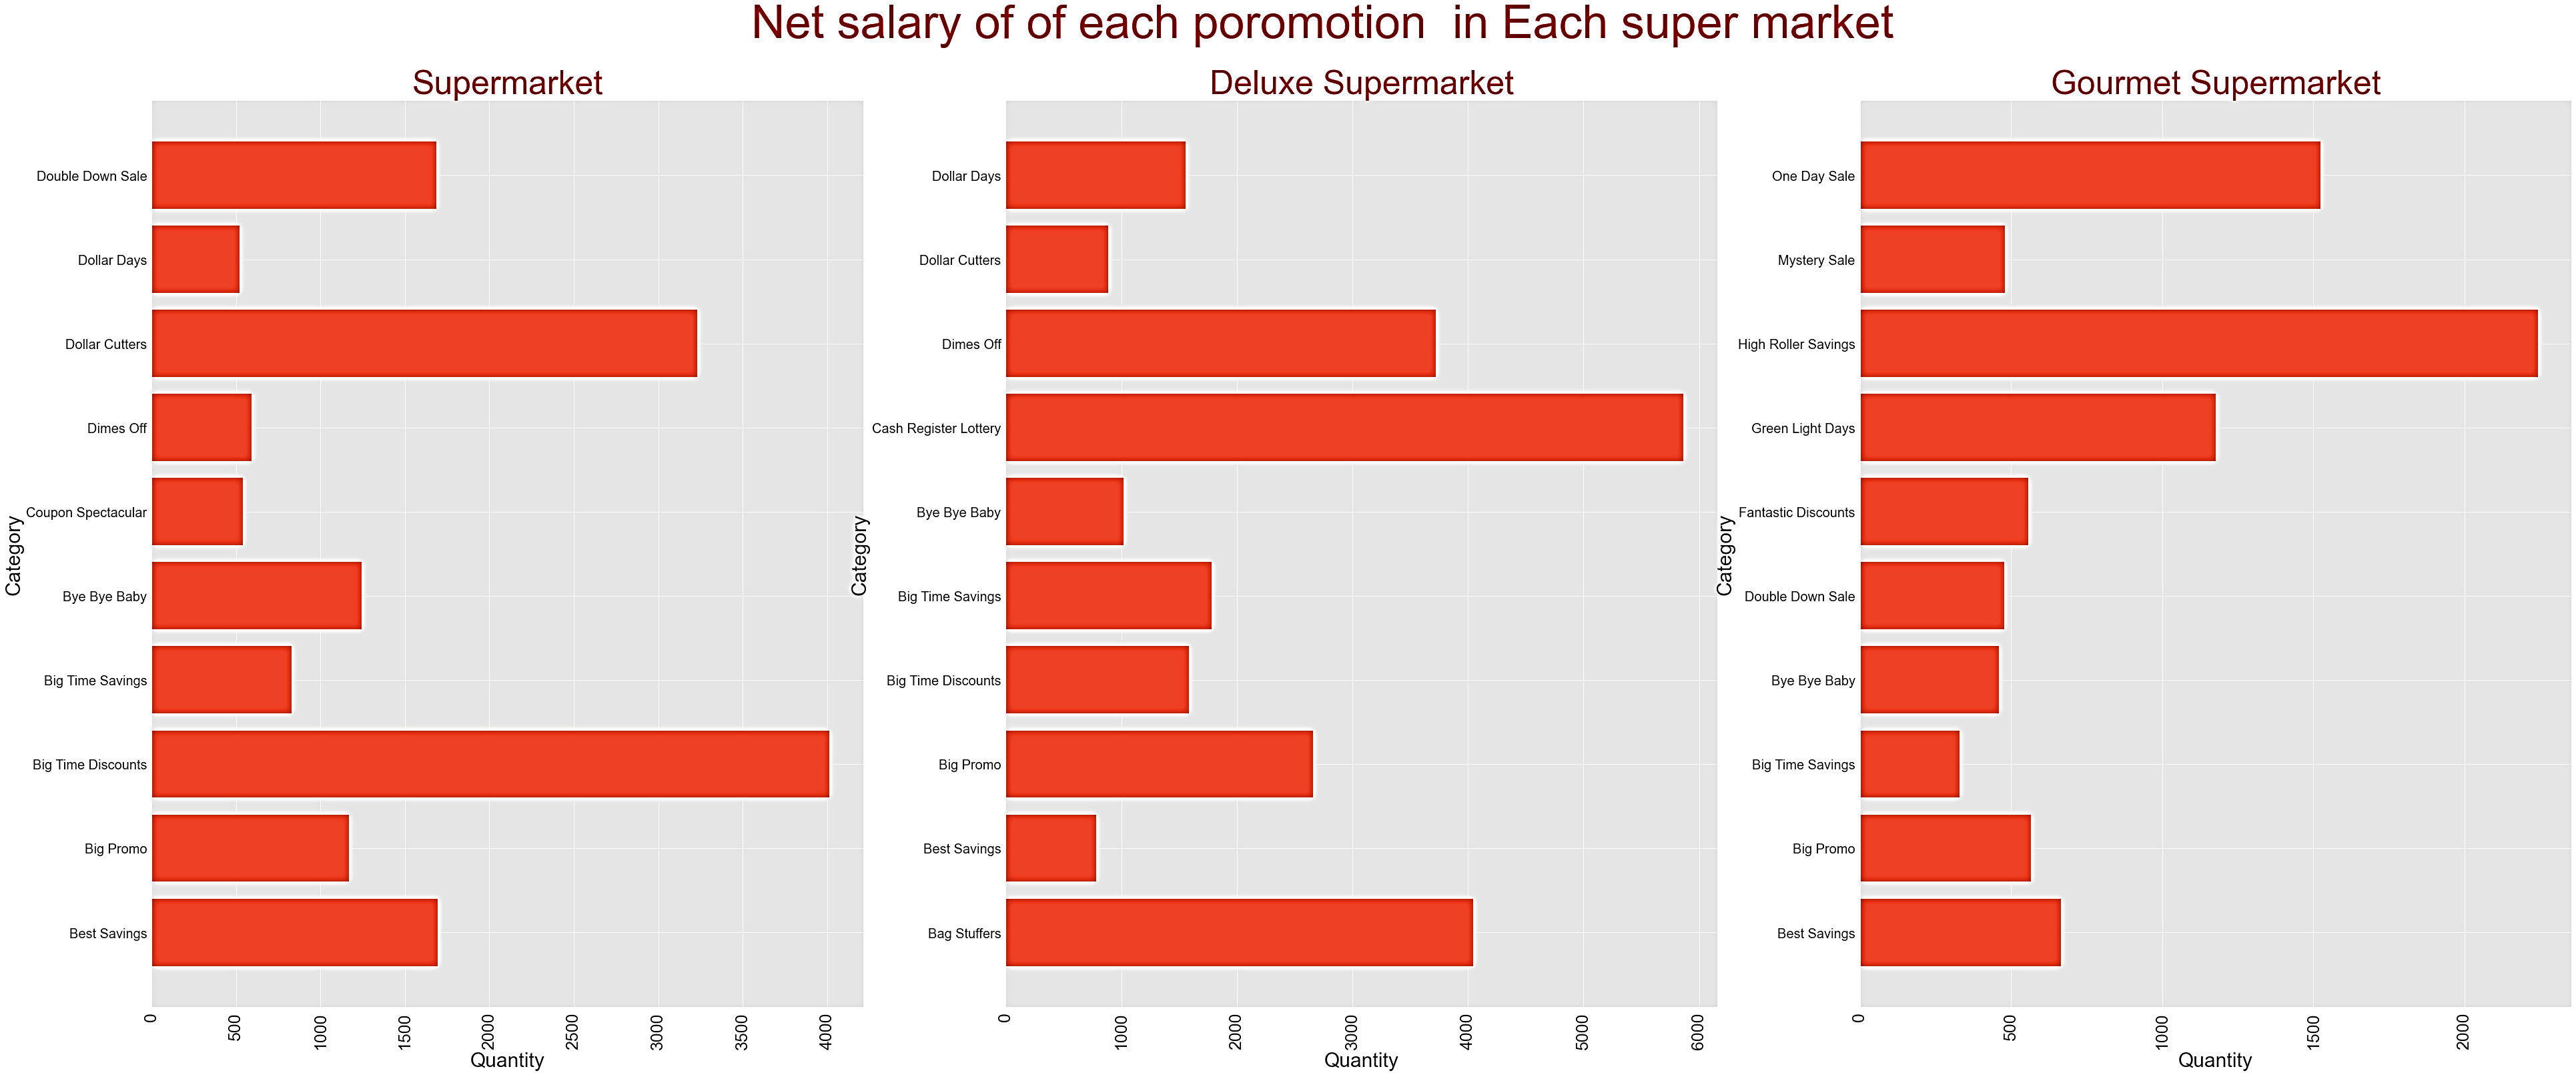 Net salary of of each poromotion  in Each super market
Supermarket
Category
Double Down Sale
Dollar Days
Dollar Cutters
Dimes Off
Coupon Spectacular
Bye Bye Baby
Big Time Savings
Big Time Discounts
Big Promo
Best Savings
0 500 1000 1500 2000 2500 3000 3500 4000
Quantity
Deluxe Supermarket
Category
Dollar Days
Dollar Cutters
Dimes Off
Cash Register Lottery
Bye Bye Baby
Big Time Savings
Big Time Discounts
Big Promo
Best Savings
Bag Stuffers
0 1000 2000 3000 4000 5000 6000
Quantity
Gourmet Supermarket
Category
One Day Sale
Mystery Sale
High Roller Savings
Green Light Days
Fantastic Discounts
Double Down Sale
Bye Bye Baby
Big Time Savings
Big Promo
Best Savings
0 500 1000 1500 2000
Quantity